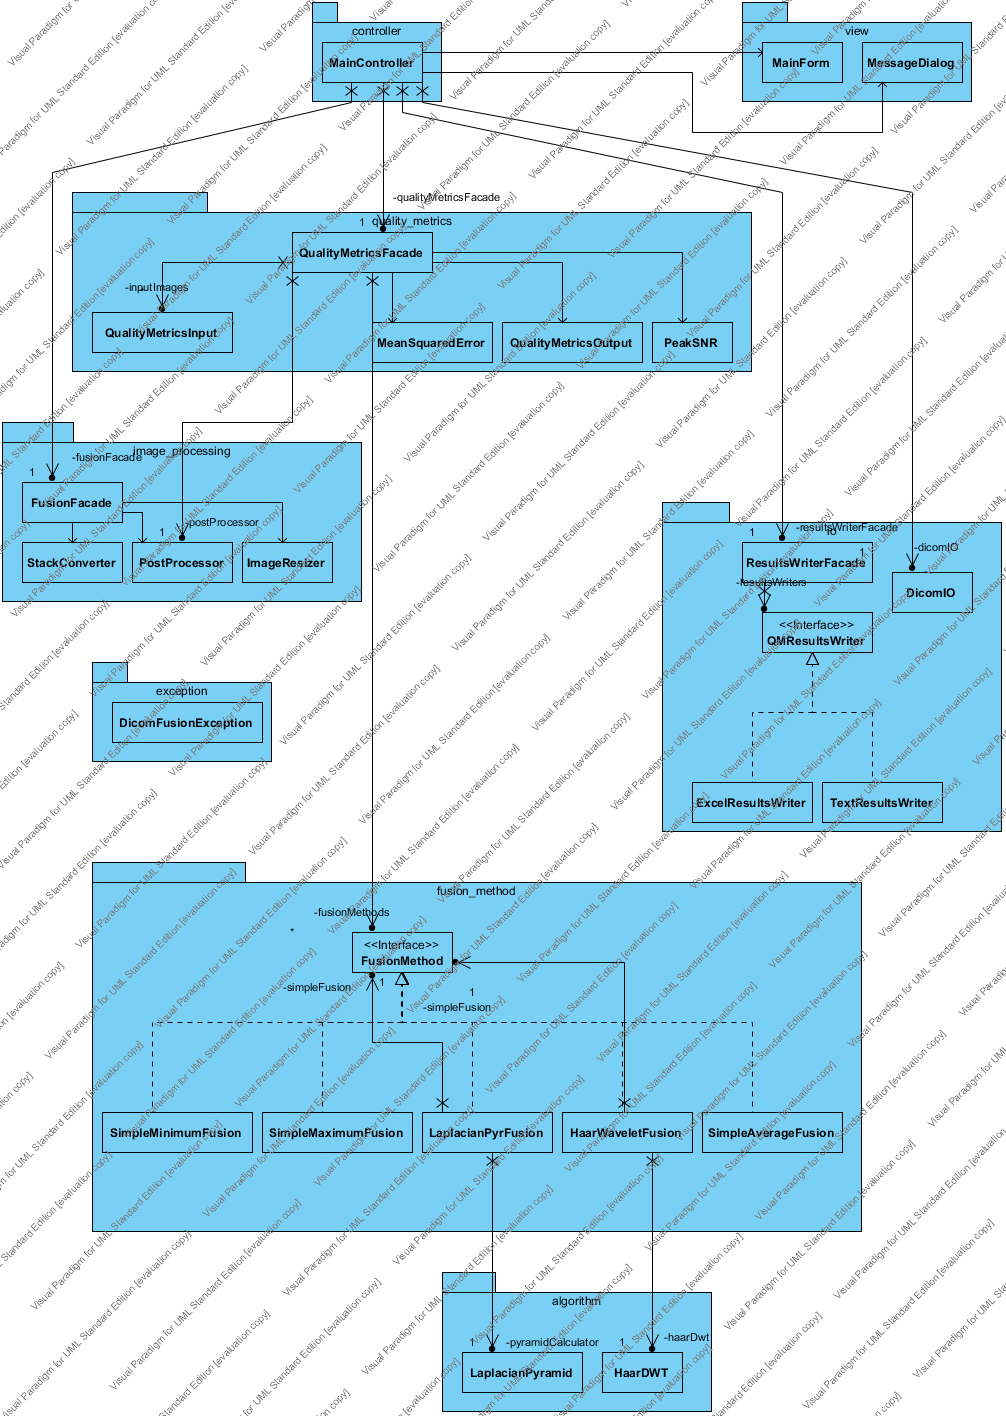 controller
MainController
view
MainForm
MessageDialog
-qualityMetricsFacade
1
quality_metrics
QualityMetricsFacade
-inputImages
QualityMetricsInput
MeanSquaredError
QualityMetricsOutput
PeakSNR
image_processing
-fusionFacade
1
FusionFacade
-postProcessor
1
StackConverter
PostProcessor
ImageResizer
io
-resultsWriterFacade
1
-dicomIO
1
ResultsWriterFacade
-resultsWriters
DicomIO
<<Interface>>
QMResultsWriter
ExcelResultsWriter
TextResultsWriter
exception
DicomFusionException
fusion_method
-fusionMethods
*
<<Interface>>
FusionMethod
-simpleFusion
1
1
-simpleFusion
SimpleMinimumFusion
SimpleMaximumFusion
LaplacianPyrFusion
HaarWaveletFusion
SimpleAverageFusion
algorithm
1
-pyramidCalculator
1
-haarDwt
LaplacianPyramid
HaarDWT
Visual Paradigm for UML Standard Edition [evaluation copy]